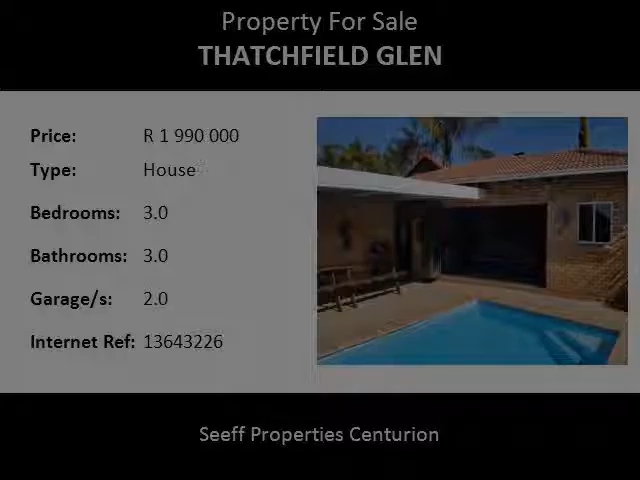 Property For Sale
THATCHFIELD GLEN
Price: R 1 990 000
Type: House
Bedrooms: 3.0
Bathrooms: 3.0
Garage/s: 2.0
Internet Ref: 13643226
Seeff Properties Centurion